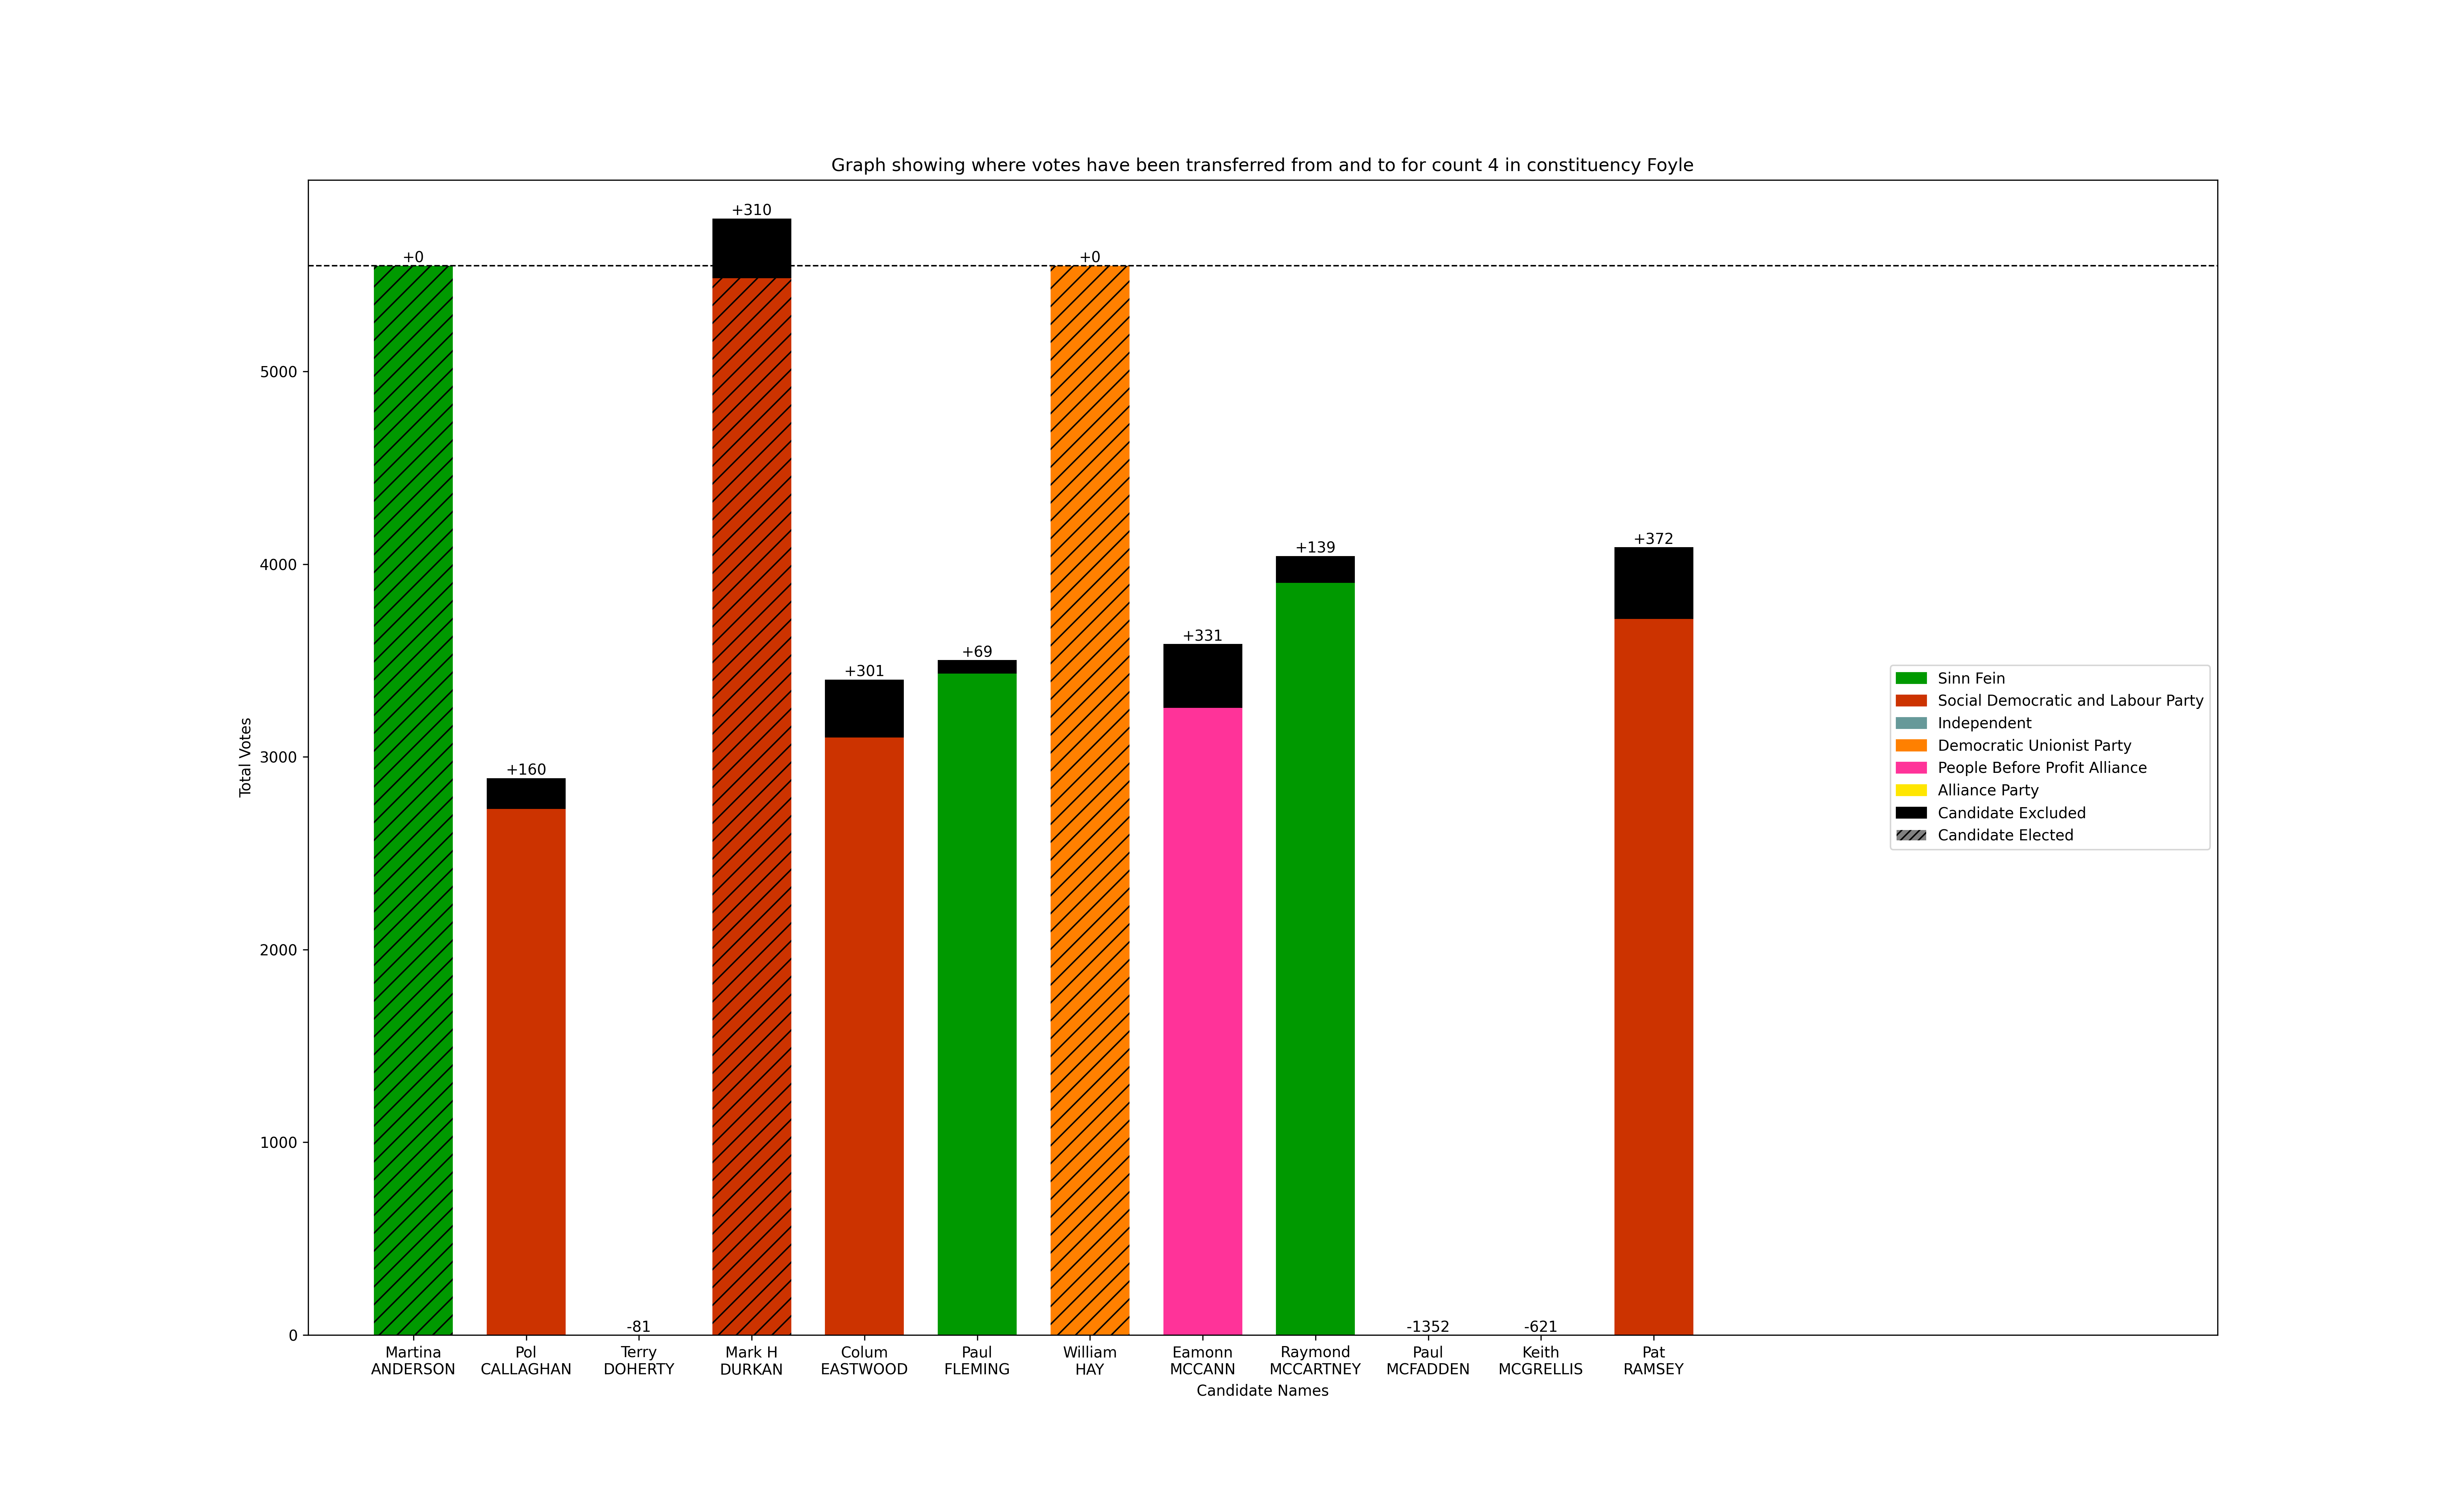 Graph showing where votes have been transferred from and to for count 4 in constituency Foyle
+310
+0
+0
+372
+139
+331
+69
+301
+160
-81
-1352
-621
5000
4000
3000
2000
1000
0
Total Votes
Sinn Fein
Social Democratic and Labour Party
Independent
Democratic Unionist Party
People Before Profit Alliance
Alliance Party
Candidate Excluded
Candidate Elected
Martina
ANDERSON
Pol
CALLAGHAN
Terry
DOHERTY
Mark H
DURKAN
Colum
EASTWOOD
Paul
FLEMING
William
HAY
Eamonn
MCCANN
Raymond
MCCARTNEY
Paul
MCFADDEN
Keith
MCGRELLIS
Pat
RAMSEY
Candidate Names